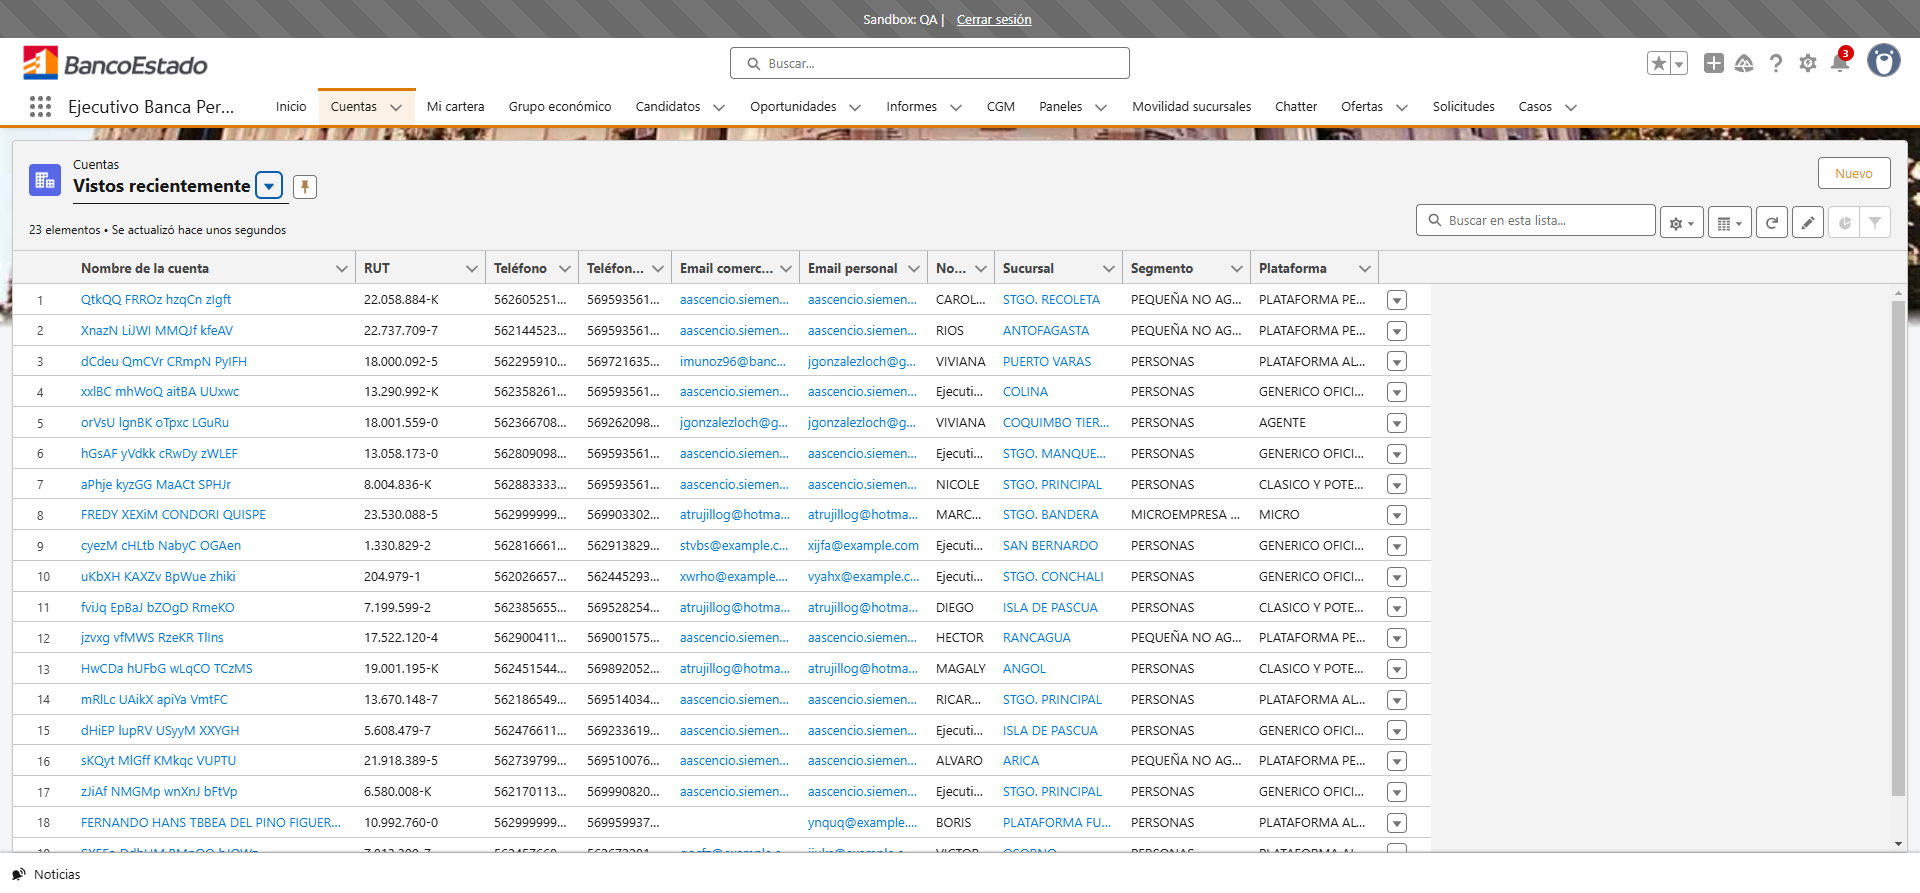 Sandbox: QA | Cerrar sesión
BancoEstado
Buscar...
3
Ejecutivo Banca Per...
Inicio
Cuentas
Mi cartera
Grupo económico
Candidatos
Oportunidades
Informes
CGM
Paneles
Movilidad sucursales
Chatter
Ofertas
Solicitudes
Casos
Cuentas
Vistos recientemente
Nuevo
23 elementos • Se actualizó hace unos segundos
Buscar en esta lista...
Nombre de la cuenta RUT Teléfono Teléfon... Email comerc... Email personal No... Sucursal Segmento Plataforma
1 QtkQQ FRROz hzqCn zIgft 22.058.884-K 562605251... 569593561... aascencio.siemen... aascencio.siemen... CAROL... STGO. RECOLETA PEQUEÑA NO AG... PLATAFORMA PE...
2 XnazN LiJWI MMQJf kfeAV 22.737.709-7 562144523... 569593561... aascencio.siemen... aascencio.siemen... RIOS ANTOFAGASTA PEQUEÑA NO AG... PLATAFORMA PE...
3 dCdeu QmCVr CRmpN PyIFH 18.000.092-5 562295910... 569721635... imunoz96@banc... jgonzalezloch@g... VIVIANA PUERTO VARAS PERSONAS PLATAFORMA AL...
4 xxlBC mhWoQ aitBA UUxwc 13.290.992-K 562358261... 569593561... aascencio.siemen... aascencio.siemen... Ejecuti... COLINA PERSONAS GENERICO OFICI...
5 orVsU lgnBK oTpxc LGuRu 18.001.559-0 562366708... 569262098... jgonzalezloch@g... jgonzalezloch@g... VIVIANA COQUIMBO TIER... PERSONAS AGENTE
6 hGsAF yVdkk cRwDy zWLEF 13.058.173-0 562809098... 569593561... aascencio.siemen... aascencio.siemen... Ejecuti... STGO. MANQUE... PERSONAS GENERICO OFICI...
7 aPhje kyzGG MaACt SPHJr 8.004.836-K 562883333... 569593561... aascencio.siemen... aascencio.siemen... NICOLE STGO. PRINCIPAL PERSONAS CLASICO Y POTE...
8 FREDY XEXiM CONDORI QUISPE 23.530.088-5 562999999... 569903302... atrujillog@hotma... atrujillog@hotma... MARC... STGO. BANDERA MICROEMPRESA ... MICRO
9 cyezM cHLtb NabyC OGAen 1.330.829-2 562816661... 562913829... stvbs@example.c... xijfa@example.com Ejecuti... SAN BERNARDO PERSONAS GENERICO OFICI...
10 uKbXH KAXZv BpWue zhiki 204.979-1 562026657... 562445293... xwrho@example.... vyahx@example.c... Ejecuti... STGO. CONCHALI PERSONAS GENERICO OFICI...
11 fviJq EpBaJ bZOgD RmeKO 7.199.599-2 562385655... 569528254... atrujillog@hotma... atrujillog@hotma... DIEGO ISLA DE PASCUA PERSONAS CLASICO Y POTE...
12 jzvxg vfMWS RzeKR TlIns 17.522.120-4 562900411... 569001575... aascencio.siemen... aascencio.siemen... HECTOR RANCAGUA PEQUEÑA NO AG... PLATAFORMA PE...
13 HwCDa hUFbG wLqCO TCzMS 19.001.195-K 562451544... 569892052... atrujillog@hotma... atrujillog@hotma... MAGALY ANGOL PERSONAS CLASICO Y POTE...
14 mRlLc UAikX apiYa VmtFC 13.670.148-7 562186549... 569514034... aascencio.siemen... aascencio.siemen... RICAR... STGO. PRINCIPAL PERSONAS PLATAFORMA AL...
15 dHiEP lupRV USyyM XXYGH 5.608.479-7 562476611... 569233619... aascencio.siemen... aascencio.siemen... Ejecuti... ISLA DE PASCUA PERSONAS GENERICO OFICI...
16 sKQyt MlGff KMkqc VUPTU 21.918.389-5 562739799... 569510076... aascencio.siemen... aascencio.siemen... ALVARO ARICA PEQUEÑA NO AG... PLATAFORMA PE...
17 zJiAf NMGMp wnXnJ bFtVp 6.580.008-K 562170113... 569990820... aascencio.siemen... aascencio.siemen... Ejecuti... STGO. PRINCIPAL PERSONAS GENERICO OFICI...
18 FERNANDO HANS TBBEA DEL PINO FIGUER... 10.992.760-0 562999999... 569959937... ynquq@example.... BORIS PLATAFORMA FU... PERSONAS PLATAFORMA AL...
Noticias